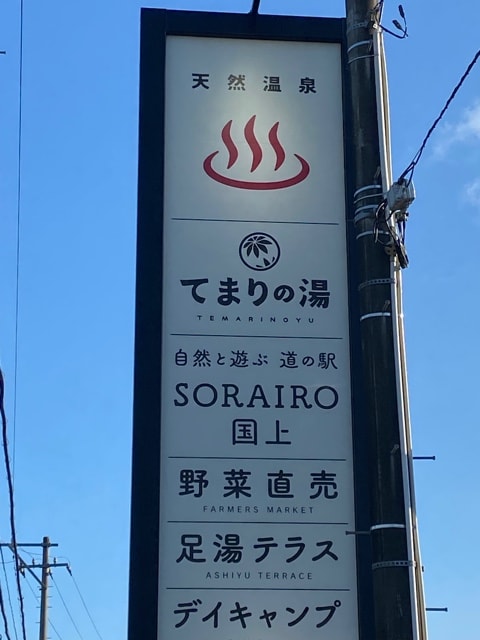 天然温泉
てまりの湯
TEMARINOYU
自然と遊ぶ 道の駅
SORAIRO
国上
野菜直売
FARMERS MARKET
足湯テラス
ASHIYU TERRACE
デイキャンプ